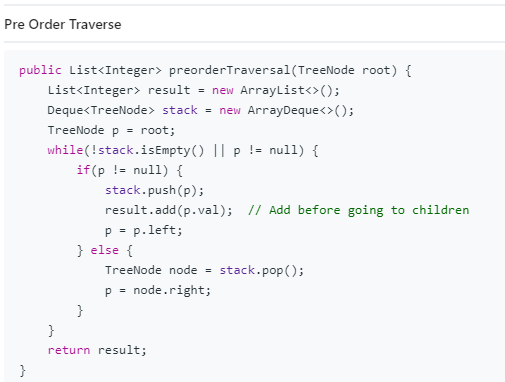 Pre Order Traverse
public List<Integer> preorderTraversal(TreeNode root) {
    List<Integer> result = new ArrayList<>();
    Deque<TreeNode> stack = new ArrayDeque<>();
    TreeNode p = root;
    while(!stack.isEmpty() || p != null) {
        if(p != null) {
            stack.push(p);
            result.add(p.val);  // Add before going to children
            p = p.left;
        } else {
            TreeNode node = stack.pop();
            p = node.right;
        }
    }
    return result;
}